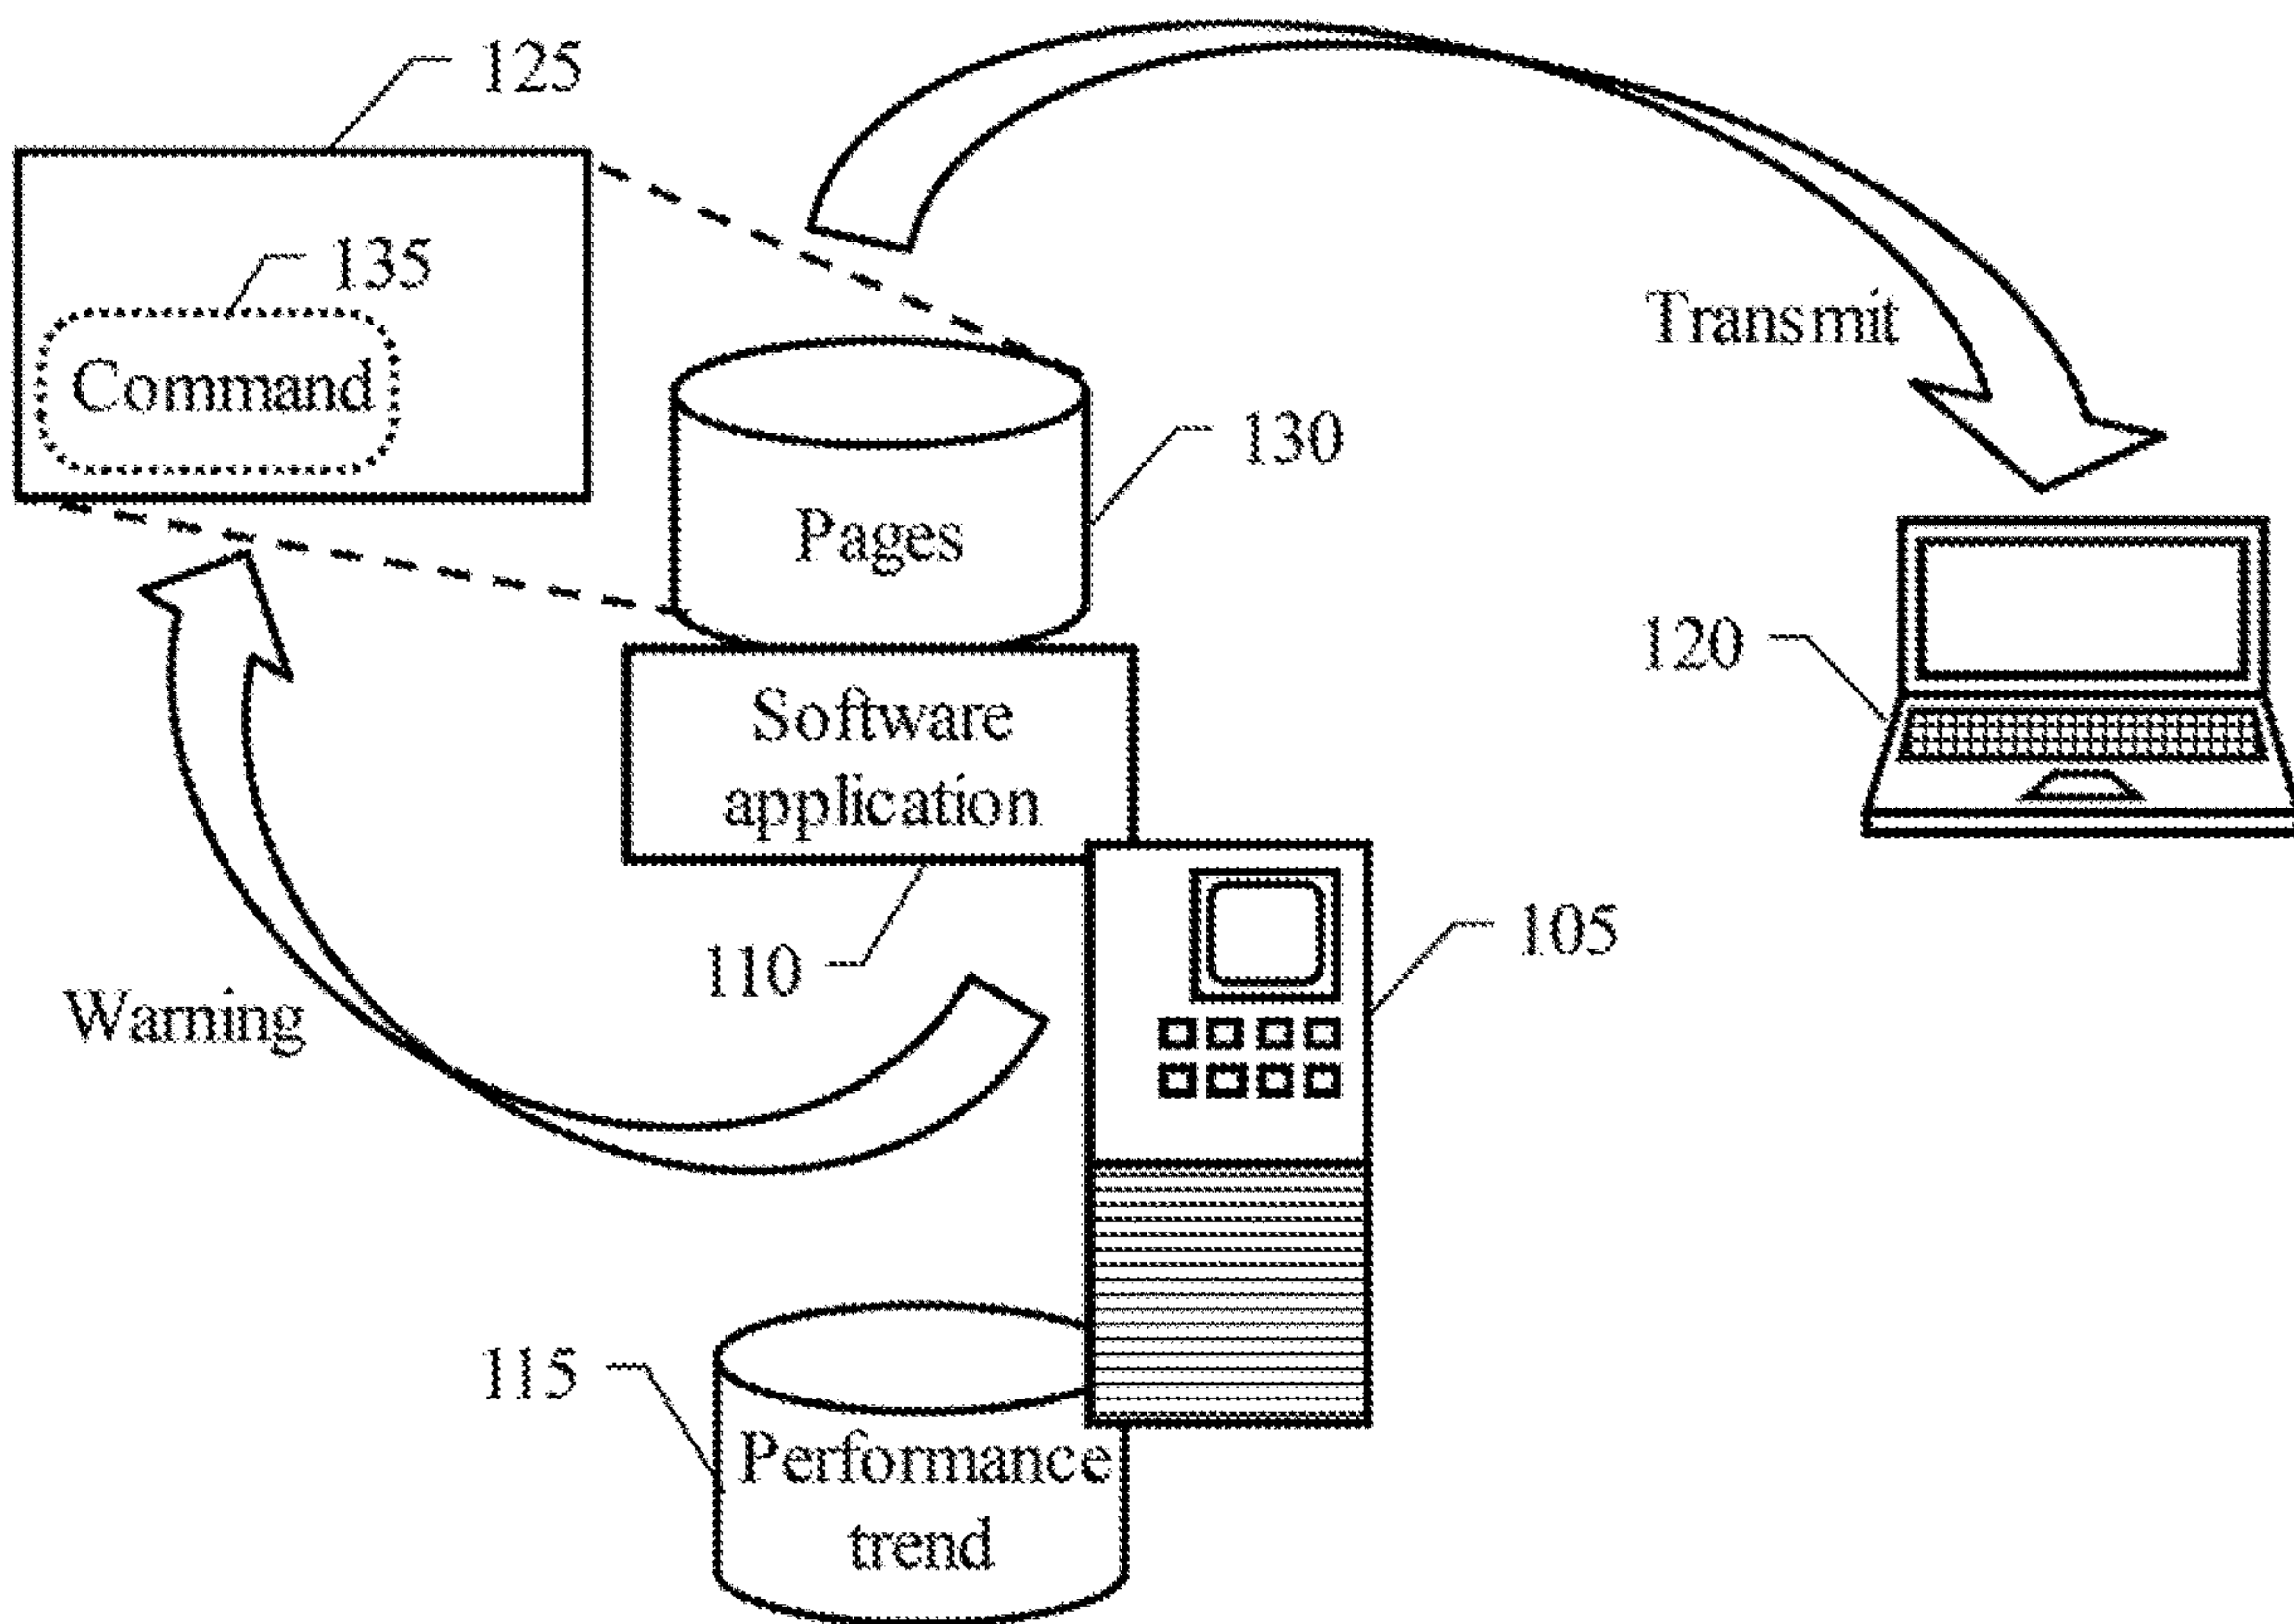 125
135
Command
Transmit
130
Pages
120
Software
application
105
110
Warning
115
Performance
trend